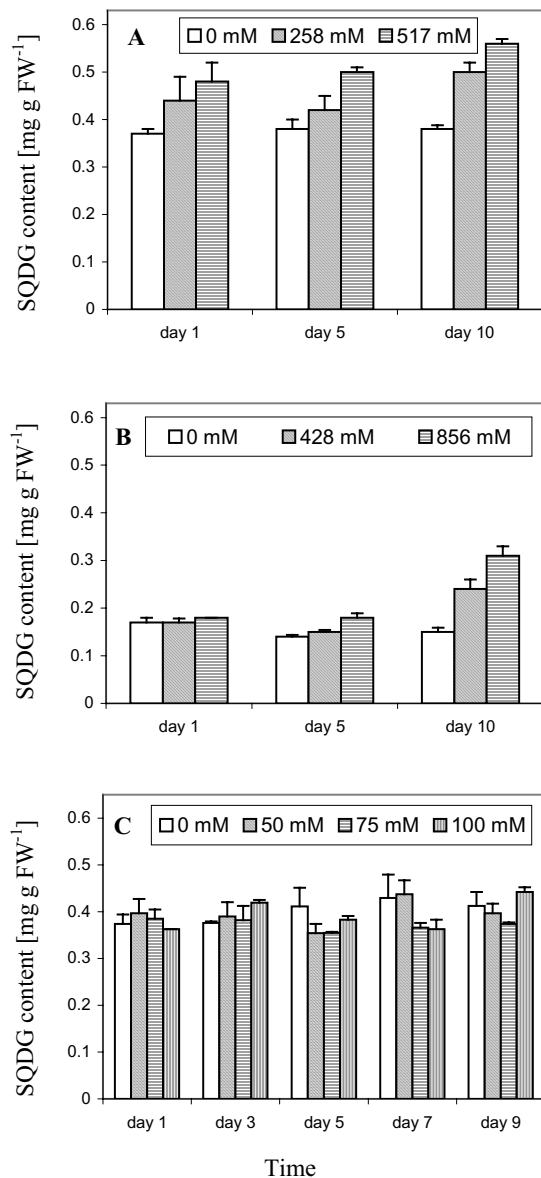 A
0 mM 258 mM 517 mM
SQDG content [mg g FW-1]
0.6
0.5
0.4
0.3
0.2
0.1
0
day 1 day 5 day 10
B
0 mM 428 mM 856 mM
SQDG content [mg g FW-1]
0.6
0.5
0.4
0.3
0.2
0.1
0
day 1 day 5 day 10
C
0 mM 50 mM 75 mM 100 mM
SQDG content [mg g FW-1]
0.6
0.5
0.4
0.3
0.2
0.1
0
day 1 day 3 day 5 day 7 day 9
Time